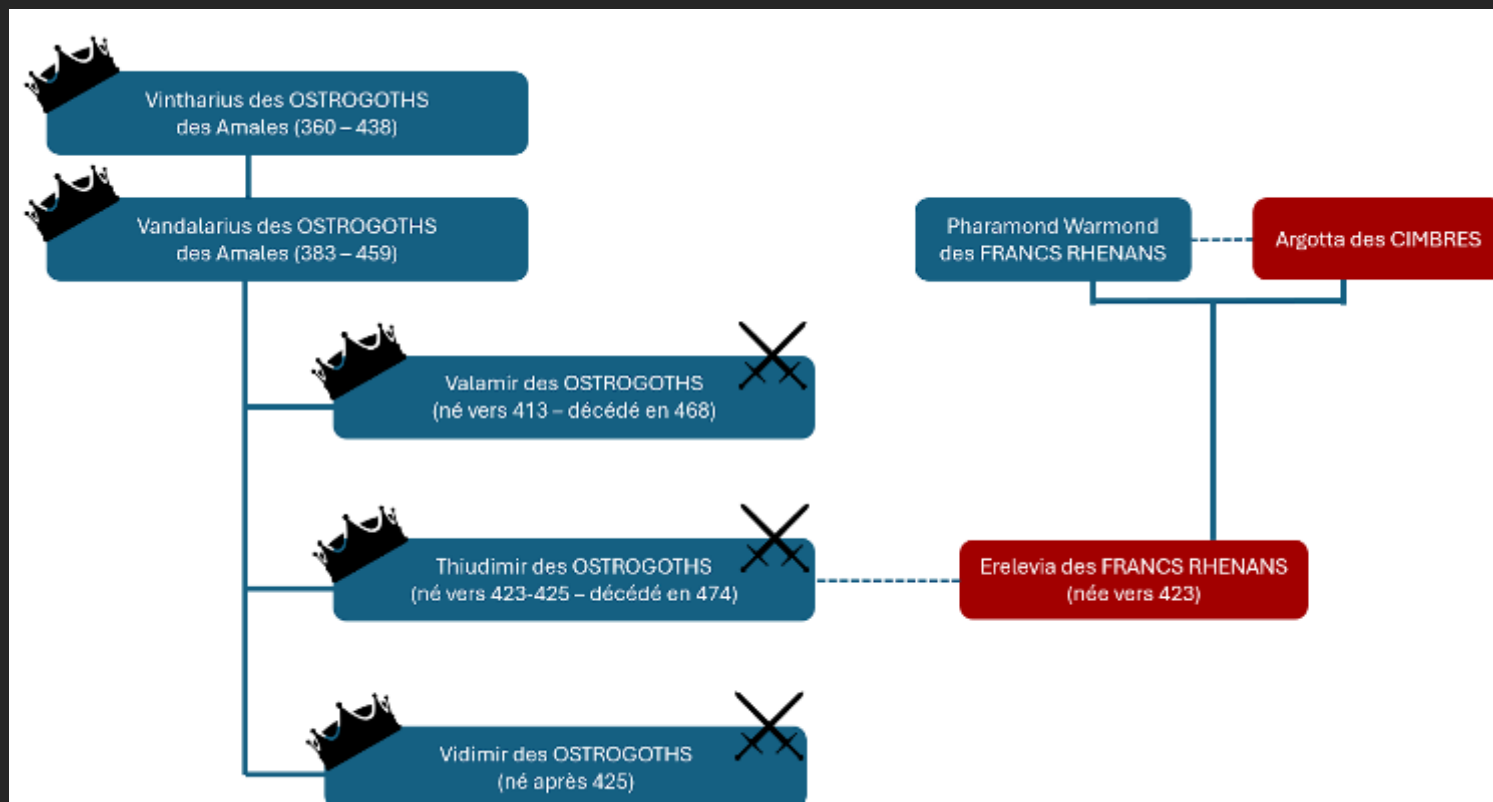 Vintharius des OSTROGOTHS
des Amales (360 – 438)
Vandalarius des OSTROGOTHS
des Amales (383 – 459)
Pharamond Warmond
des FRANCS RHENANS
Argotta des CIMBRES
Valamir des OSTROGOTHS
(né vers 413 – décédé en 468)
Thiudimir des OSTROGOTHS
(né vers 423-425 – décédé en 474)
Erelevia des FRANCS RHENANS
(née vers 423)
Vidimir des OSTROGOTHS
(né après 425)